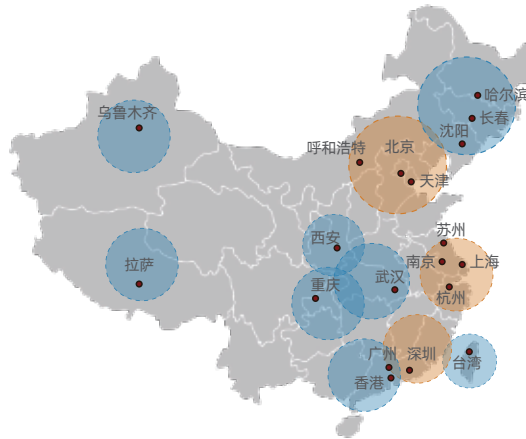 哈尔滨
乌鲁木齐
长春
沈阳
呼和浩特
北京
天津
苏州
西安
南京
上海
拉萨
武汉
重庆
杭州
广州
深圳
台湾
香港